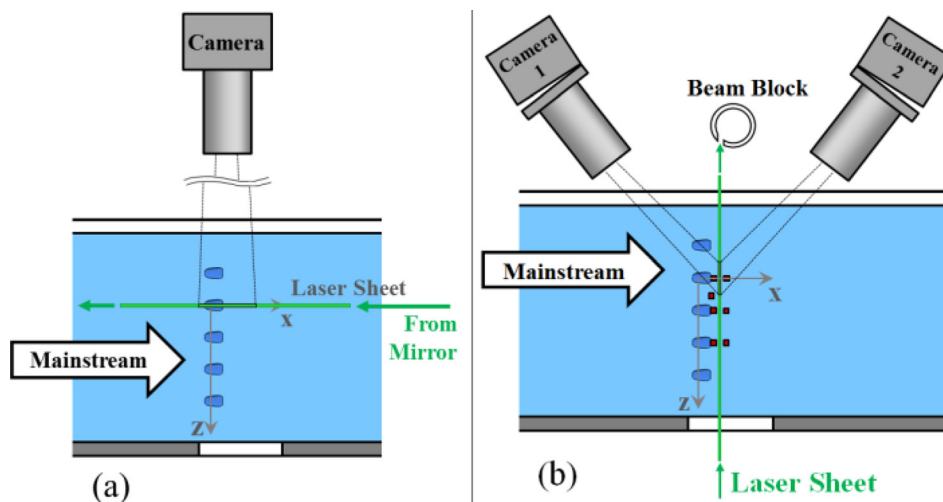 Camera
Laser Sheet
x
From
Mirror
Mainstream
z
(a)
Camera
1
Camera
2
Beam Block
Mainstream
x
z
(b)
Laser Sheet